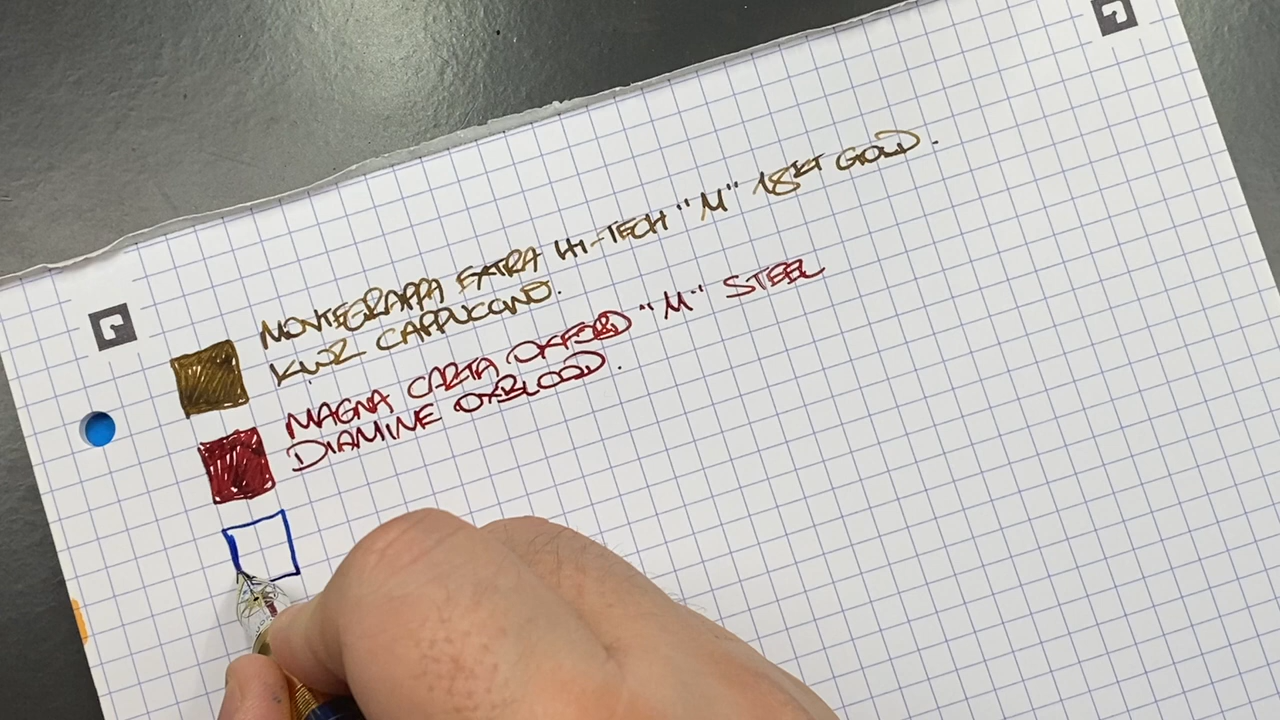 MONTEGRAPPA EXTRA HI-TECH "M" 18KT GOLD.
KWZ CAPPUCCINO.
MAGNA CARTA OXFORD "M" STEEL
DIAMINE OXBLOOD.